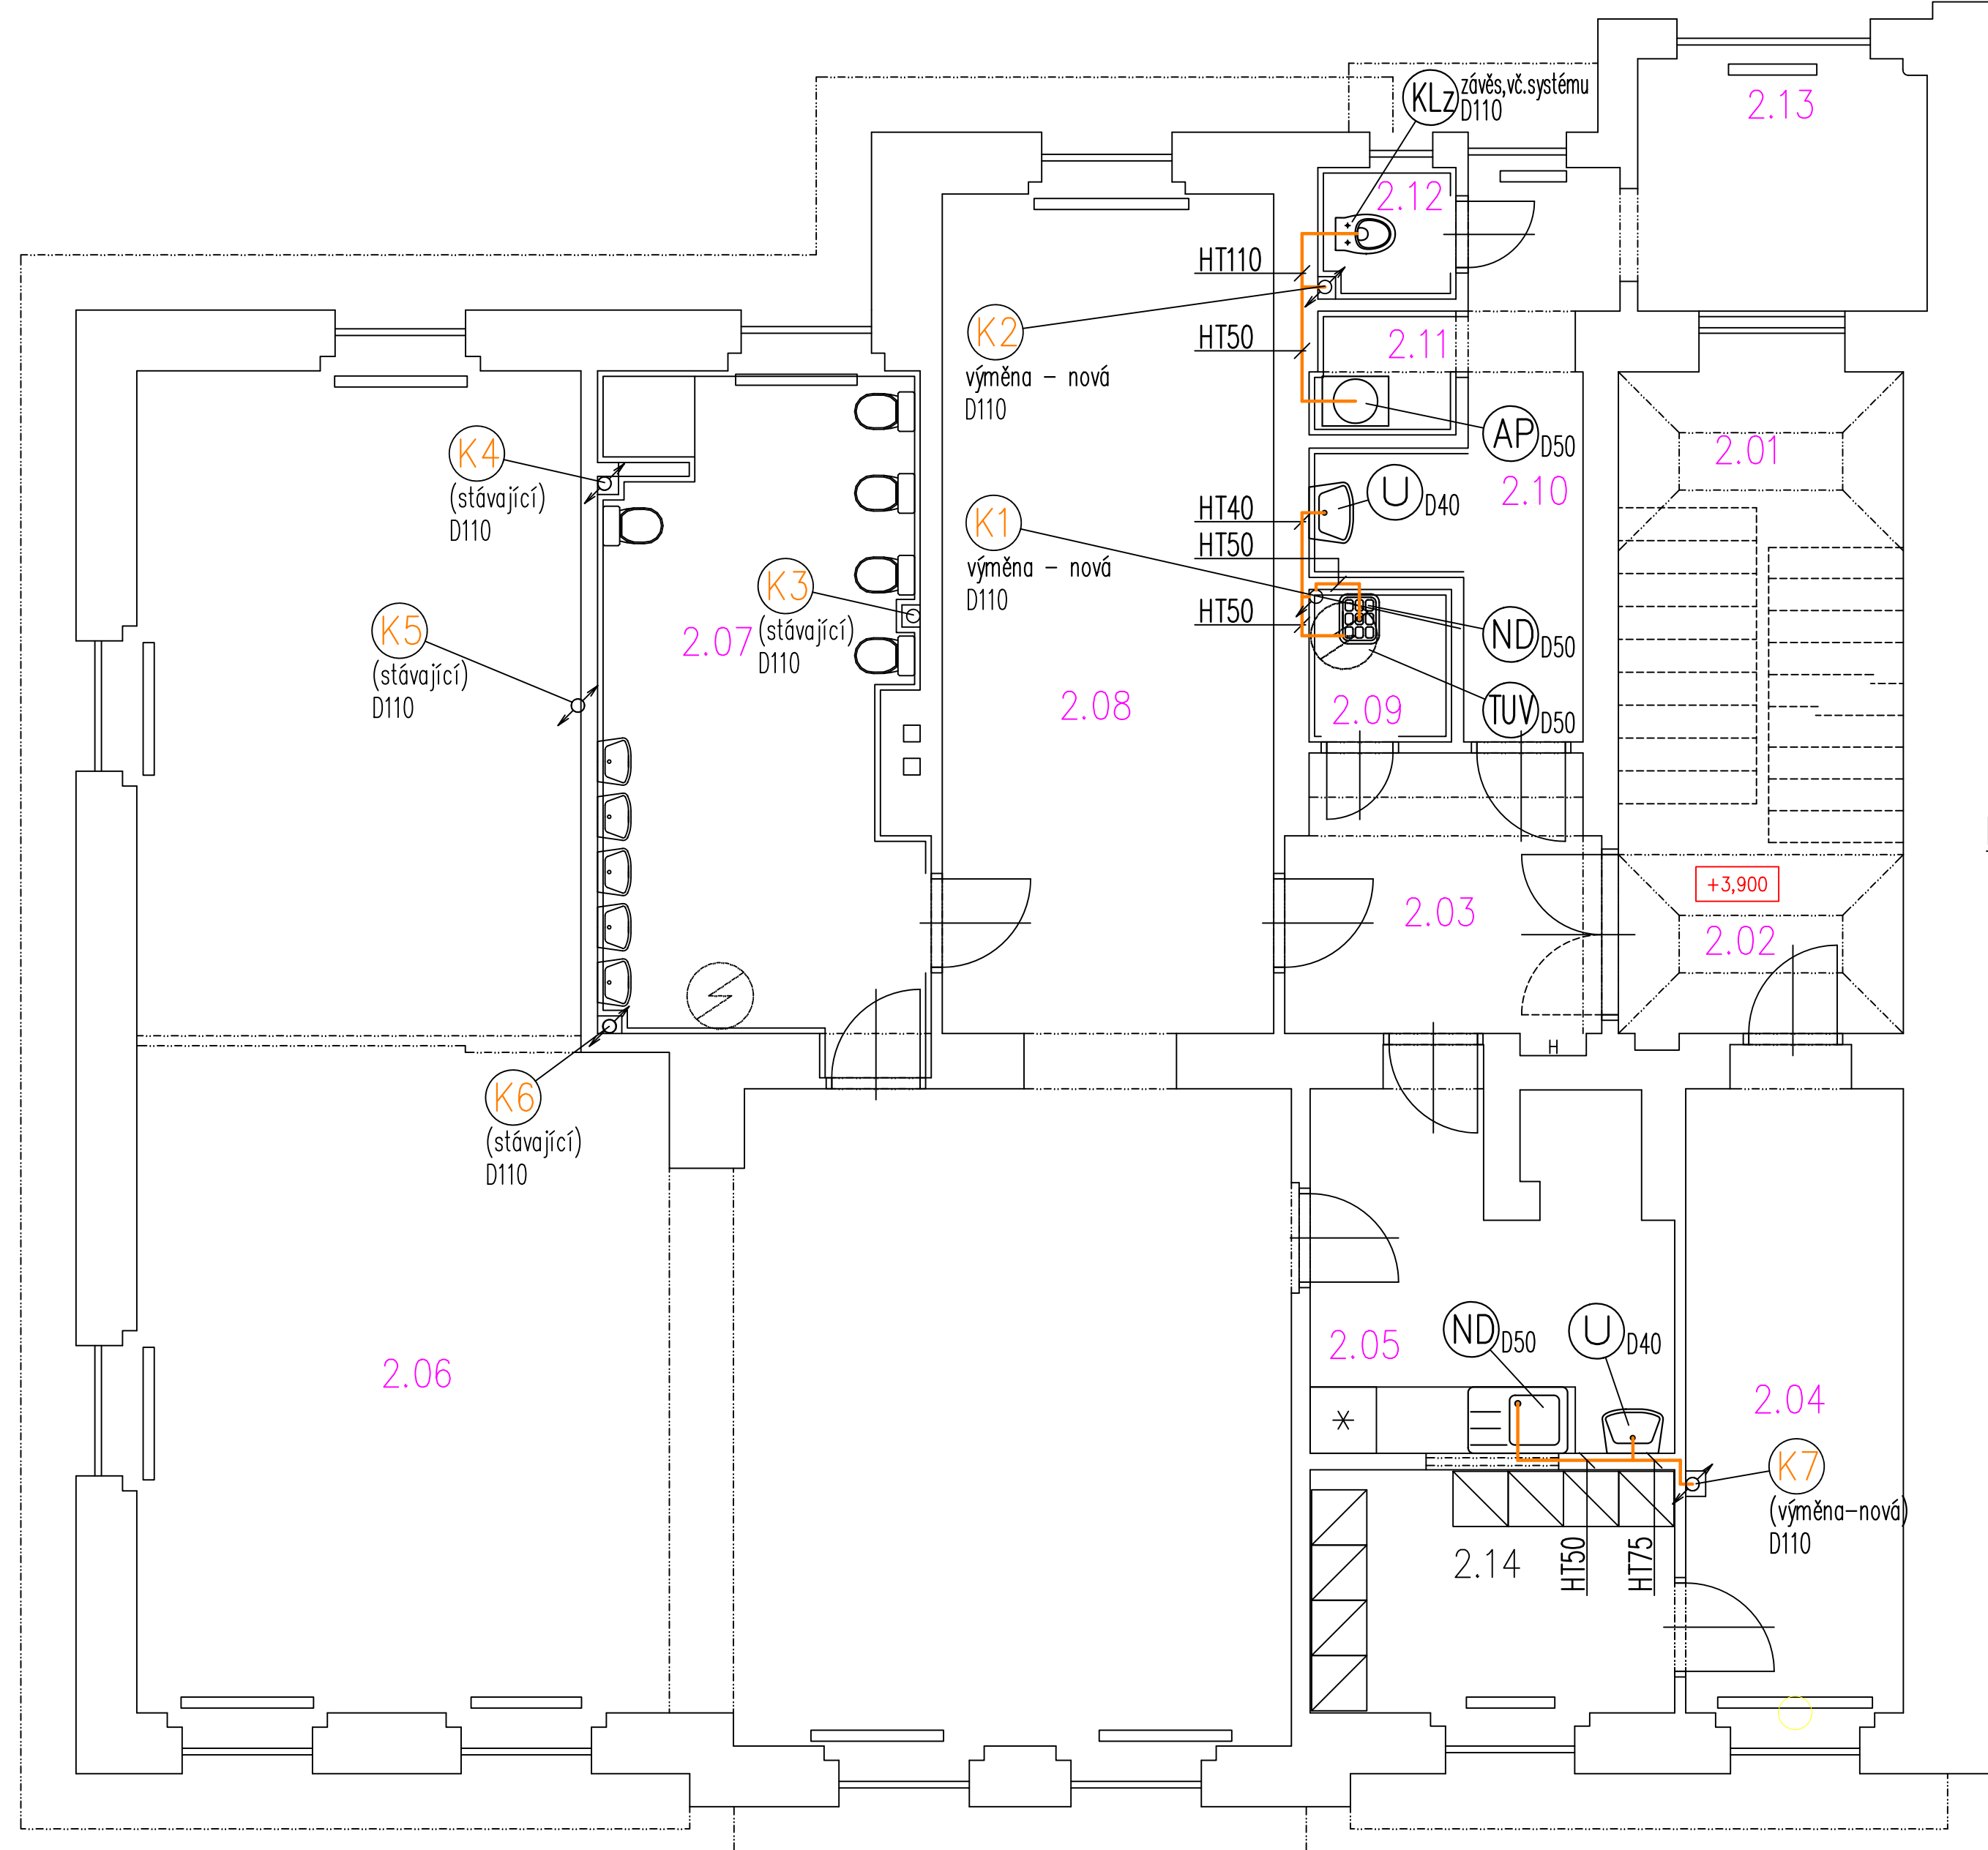 KLz
závěs,vč.systému
D110
2.13
2.12
HT110
K2
výměna - nová
D110
HT50
2.11
AP D50
2.01
2.10
K4
(stávající)
D110
U D40
HT40
HT50
K1
výměna - nová
D110
K3
(stávající)
D110
HT50
ND D50
K5
(stávající)
D110
2.07
2.08
2.09
TUV D50
+3,900
2.03
2.02
H
K6
(stávající)
D110
ND D50
U D40
2.05
2.06
2.04
K7
(výměna-nová)
D110
2.14
HT50
HT75